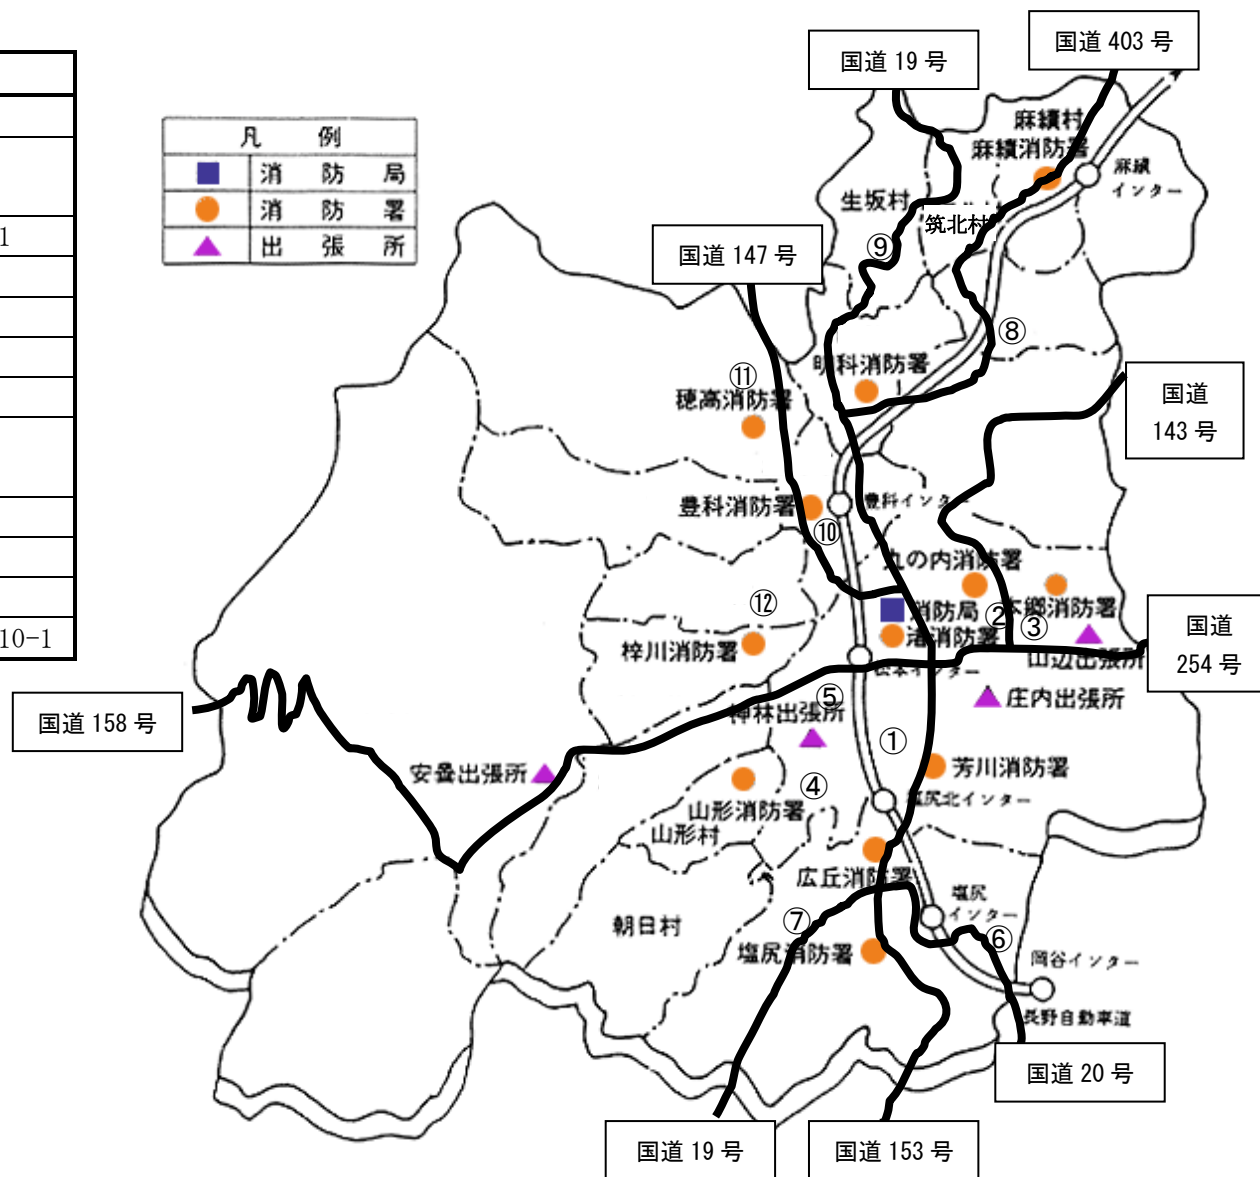 国道 19 号
国道 403 号
1
10-1
凡 例
消 防 局
消 防 署
出 張 所
麻績村
麻績消防署
麻績
インター
生坂村
筑北村
⑨
国道 147 号
⑧
明科消防署
⑪
穂高消防署
国道
143 号
豊科消防署
豊科インター
⑩
丸の内消防署
消防局
②
本郷消防署
③
渚消防署
山辺出張所
国道
254 号
⑫
梓川消防署
松本インター
庄内出張所
国道 158 号
⑤
神林出張所
①
安曇出張所
芳川消防署
④
塩尻北インター
山形消防署
山形村
広丘消防署
塩尻
インター
朝日村
⑦
⑥
塩尻消防署
岡谷インター
長野自動車道
国道 20 号
国道 19 号
国道 153 号